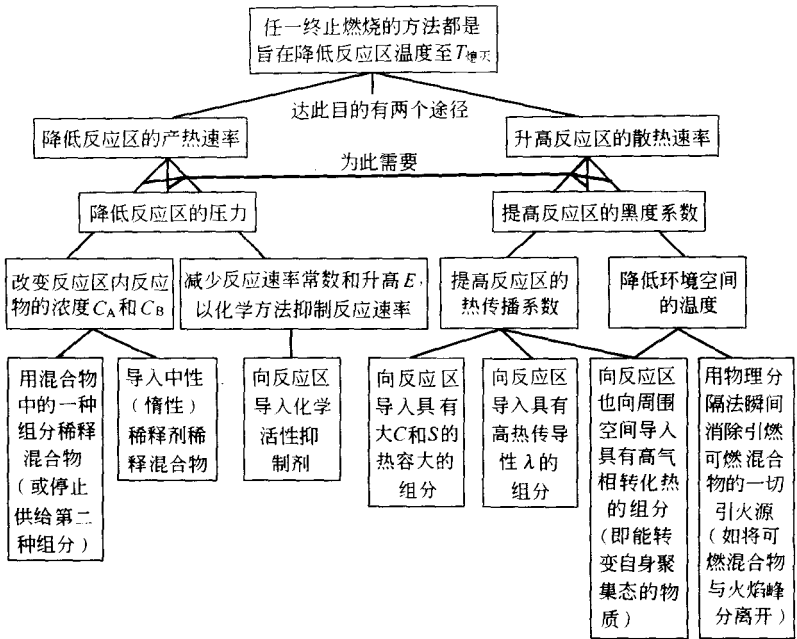 任一终止燃烧的方法都是
旨在降低反应区温度至T熄灭
达此目的有两个途径
降低反应区的产热速率
升高反应区的散热速率
为此需要
降低反应区的压力
提高反应区的黑度系数
改变反应区内反应
物的浓度CA和CB
减少反应速率常数和升高E,
以化学方法抑制反应速率
提高反应区的
热传播系数
降低环境空间
的温度
用混合物
中的一种
组分稀释
混合物
(或停止
供给第二
种组分)
导入中性
(惰性)
稀释剂稀
释混合物
向反应区
导入化学
活性抑
制剂
向反应区
导入具有
大C和S的
热容大的
组分
向反应区
导入具有
高热传导
性λ的
组分
向反应区
也向周围
空间导入
具有高气
相转化热
的组分
(即能转
变自身聚
集态的物
质)
用物理分
隔法瞬间
消除引燃
可燃混合
物的一切
引火源
(如将可
燃混合物
与火焰峰
分离开)